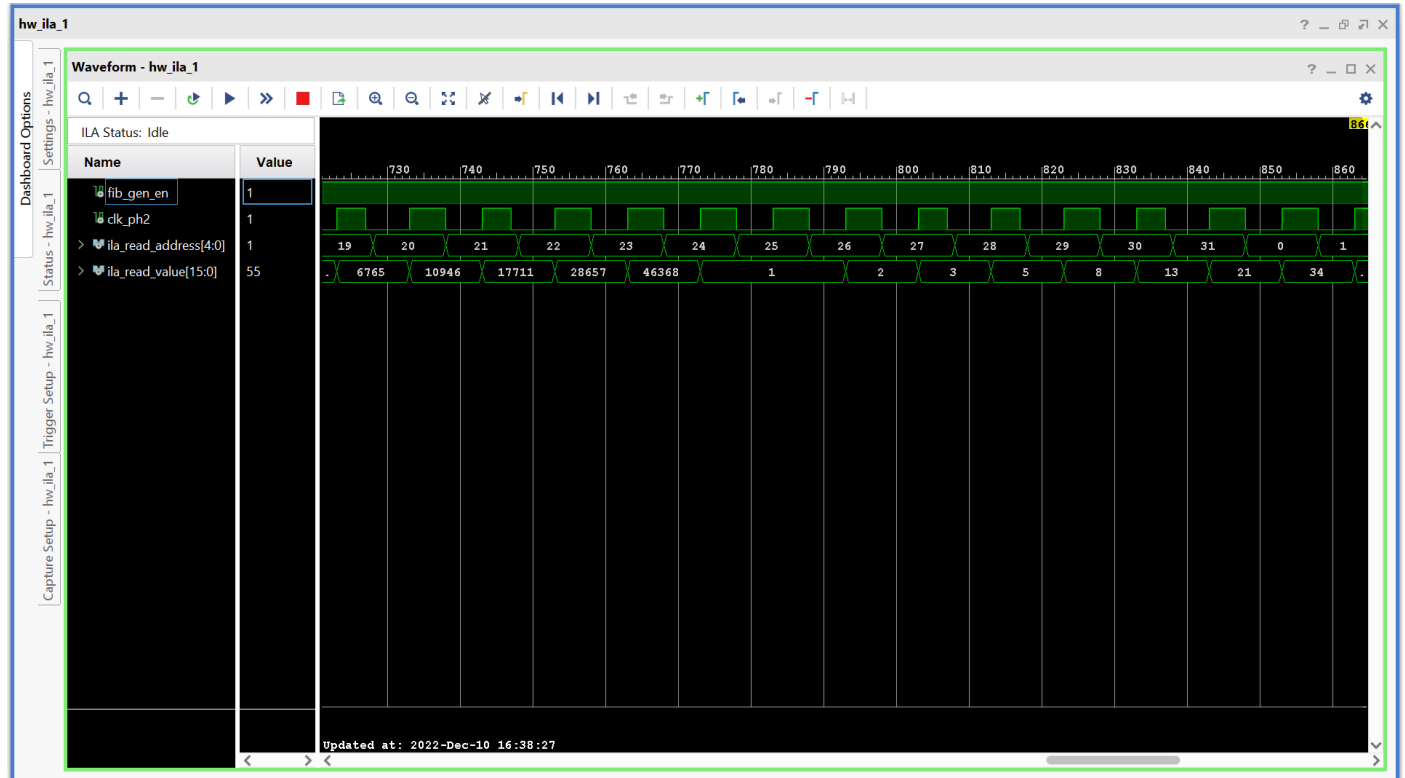 hw_ila_1
Dashboard Options
Settings - hw_ila_1
Status - hw_ila_1
Trigger Setup - hw_ila_1
Capture Setup - hw_ila_1
Waveform - hw_ila_1
ILA Status: Idle
Name Value
fib_gen_en 1
clk_ph2 1
ila_read_address[4:0] 1
ila_read_value[15:0] 55
730 740 750 760 770 780 790 800 810 820 830 840 850 860
19 20 21 22 23 24 25 26 27 28 29 30 31 0 1
. 6765 10946 17711 28657 46368 1 2 3 5 8 13 21 34 .
Updated at: 2022-Dec-10 16:38:27